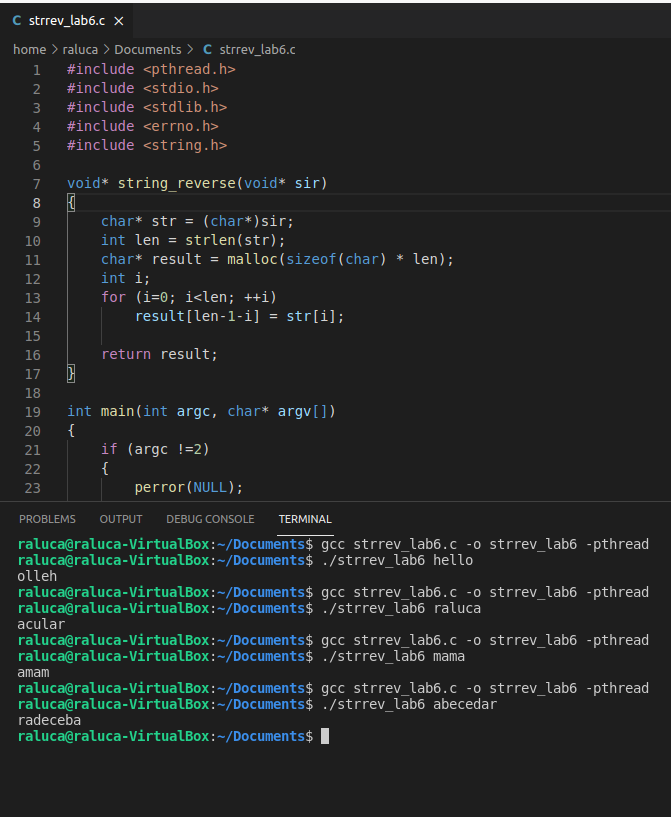 C strrev_lab6.c ×
home > raluca > Documents > C strrev_lab6.c
1 #include <pthread.h>
2 #include <stdio.h>
3 #include <stdlib.h>
4 #include <errno.h>
5 #include <string.h>
6
7 void* string_reverse(void* sir)
8 {
9 char* str = (char*)sir;
10 int len = strlen(str);
11 char* result = malloc(sizeof(char) * len);
12 int i;
13 for (i=0; i<len; ++i)
14 result[len-1-i] = str[i];
15
16 return result;
17 }
18
19 int main(int argc, char* argv[])
20 {
21 if (argc !=2)
22 {
23 perror(NULL);
PROBLEMS OUTPUT DEBUG CONSOLE TERMINAL
raluca@raluca-VirtualBox:~/Documents$ gcc strrev_lab6.c -o strrev_lab6 -pthread
raluca@raluca-VirtualBox:~/Documents$ ./strrev_lab6 hello
olleh
raluca@raluca-VirtualBox:~/Documents$ gcc strrev_lab6.c -o strrev_lab6 -pthread
raluca@raluca-VirtualBox:~/Documents$ ./strrev_lab6 raluca
acular
raluca@raluca-VirtualBox:~/Documents$ gcc strrev_lab6.c -o strrev_lab6 -pthread
raluca@raluca-VirtualBox:~/Documents$ ./strrev_lab6 mama
amam
raluca@raluca-VirtualBox:~/Documents$ gcc strrev_lab6.c -o strrev_lab6 -pthread
raluca@raluca-VirtualBox:~/Documents$ ./strrev_lab6 abecedar
radeceba
raluca@raluca-VirtualBox:~/Documents$